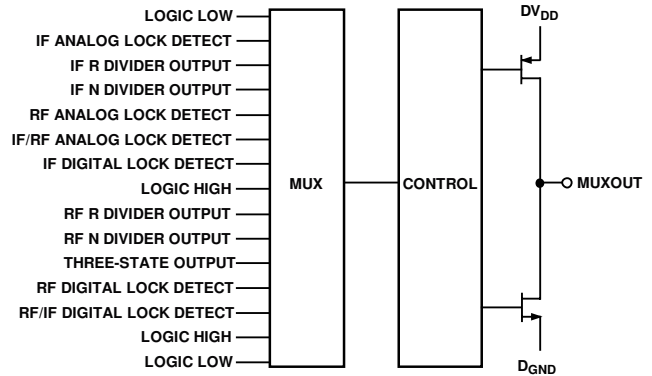 LOGIC LOW
IF ANALOG LOCK DETECT
IF R DIVIDER OUTPUT
IF N DIVIDER OUTPUT
RF ANALOG LOCK DETECT
IF/RF ANALOG LOCK DETECT
IF DIGITAL LOCK DETECT
LOGIC HIGH
RF R DIVIDER OUTPUT
RF N DIVIDER OUTPUT
THREE-STATE OUTPUT
RF DIGITAL LOCK DETECT
RF/IF DIGITAL LOCK DETECT
LOGIC HIGH
LOGIC LOW
MUX
CONTROL
DVDD
MUXOUT
DGND